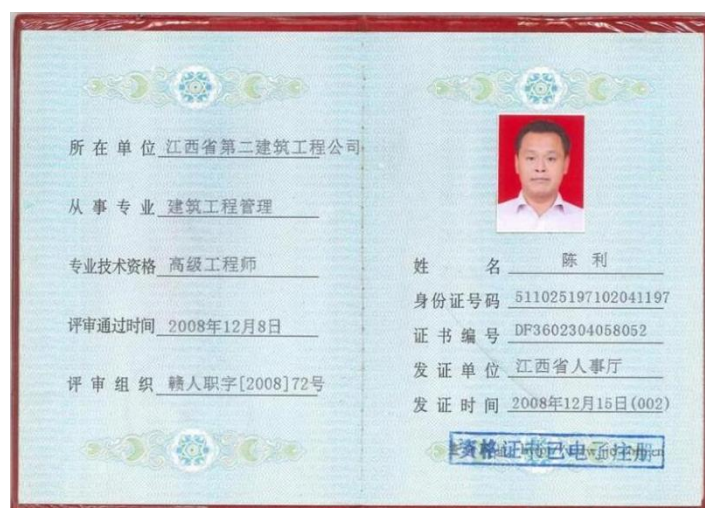 所在单位 江西省第二建筑工程公司
从事专业 建筑工程管理
专业技术资格 高级工程师
评审通过时间 2008年12月8日
评审组织 赣人职字[2008]72号
姓名 陈利
身份证号码 511025197102041197
证书编号 DF3602304058052
发证单位 江西省人事厅
发证时间 2008年12月15日(002)
资格证书已电子注册